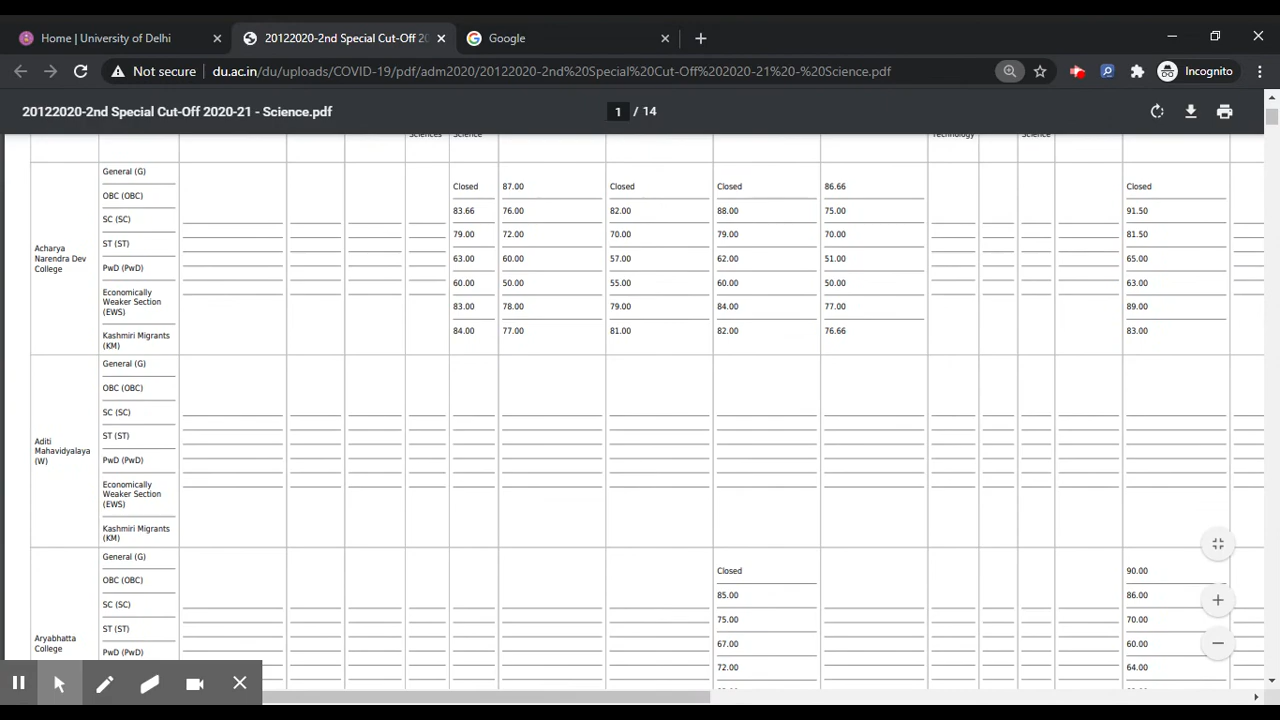 Home | University of Delhi
20122020-2nd Special Cut-Off 20
Google
Not secure
du.ac.in/du/uploads/COVID-19/pdf/adm2020/20122020-2nd%20Special%20Cut-Off%202020-21%20-%20Science.pdf
Incognito
20122020-2nd Special Cut-Off 2020-21 - Science.pdf
1 / 14
Sciences
Science
Technology
Science
Acharya
Narendra Dev
College
General (G)
OBC (OBC)
SC (SC)
ST (ST)
PwD (PwD)
Economically
Weaker Section
(EWS)
Kashmiri Migrants
(KM)
Closed 87.00 Closed Closed 86.66 Closed
83.66 76.00 82.00 88.00 75.00 91.50
79.00 72.00 70.00 79.00 70.00 81.50
63.00 60.00 57.00 62.00 51.00 65.00
60.00 50.00 55.00 60.00 50.00 63.00
83.00 78.00 79.00 84.00 77.00 89.00
84.00 77.00 81.00 82.00 76.66 83.00
Aditi
Mahavidyalaya
(W)
General (G)
OBC (OBC)
SC (SC)
ST (ST)
PwD (PwD)
Economically
Weaker Section
(EWS)
Kashmiri Migrants
(KM)
Aryabhatta
College
General (G)
OBC (OBC)
SC (SC)
ST (ST)
PwD (PwD)
Closed 90.00
85.00 86.00
75.00 70.00
67.00 60.00
72.00 64.00